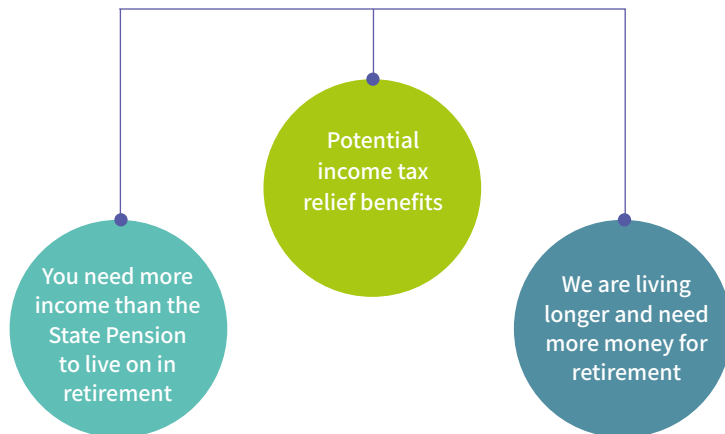 Potential
income tax
relief benefits
You need more
income than the
State Pension
to live on in
retirement
We are living
longer and need
more money for
retirement